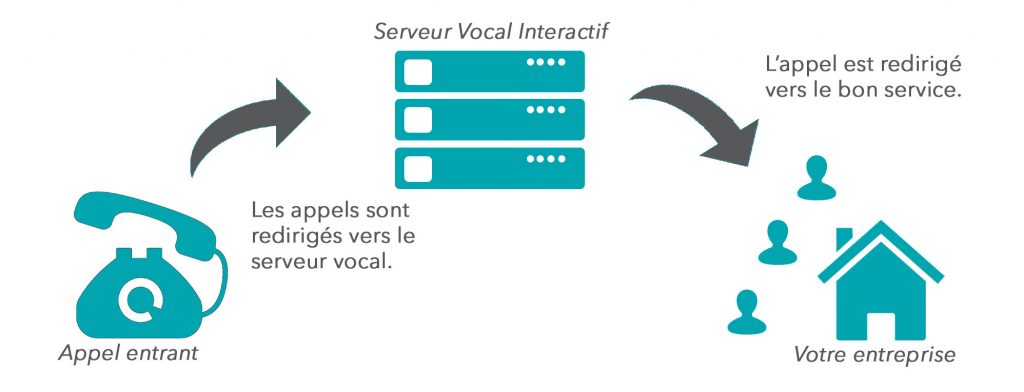 Serveur Vocal Interactif
L’appel est redirigé
vers le bon service.
Les appels sont
redirigés vers le
serveur vocal.
Appel entrant
Votre entreprise